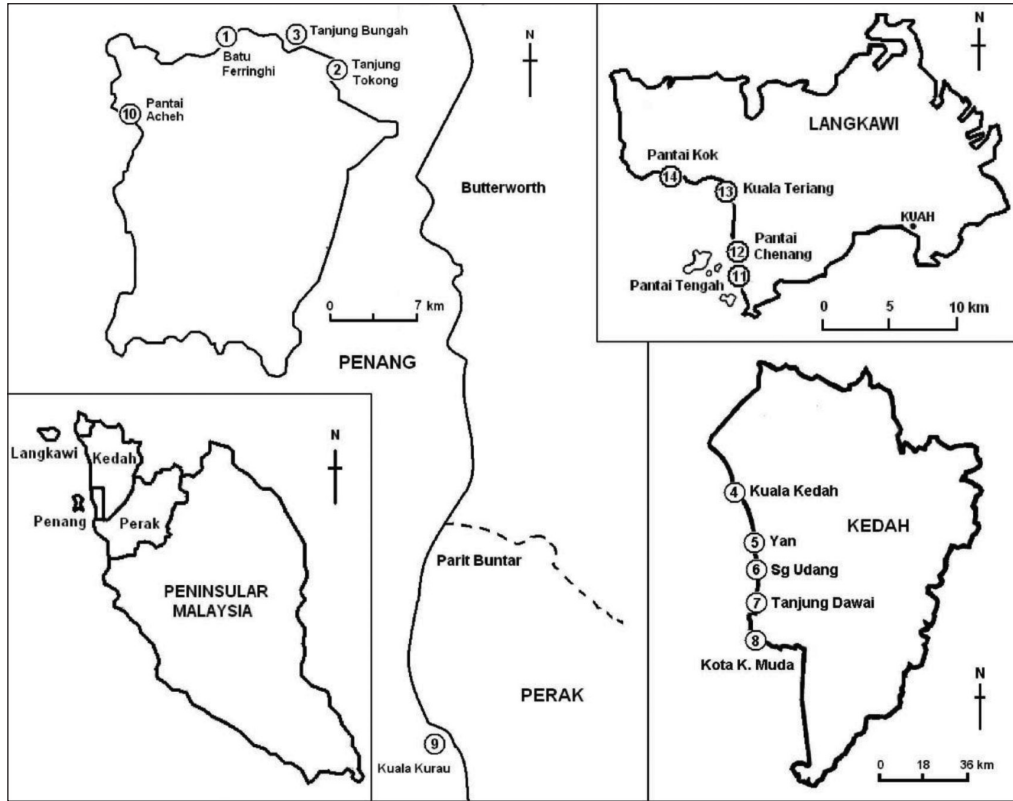 1
Batu
Ferringhi
3
Tanjung Bungah
2
Tanjung
Tokong
10
Pantai
Acheh
N
Butterworth
0 7 km
PENANG
Parit Buntar
PERAK
9
Kuala Kurau
N
LANGKAWI
Pantai Kok
14
13
Kuala Teriang
KUAH
12
Pantai
Chenang
11
Pantai Tengah
0 5 10 km
Langkawi
Kedah
N
Penang
Perak
PENINSULAR
MALAYSIA
4 Kuala Kedah
KEDAH
5 Yan
6 Sg Udang
7 Tanjung Dawai
8
Kota K. Muda
N
0 18 36 km